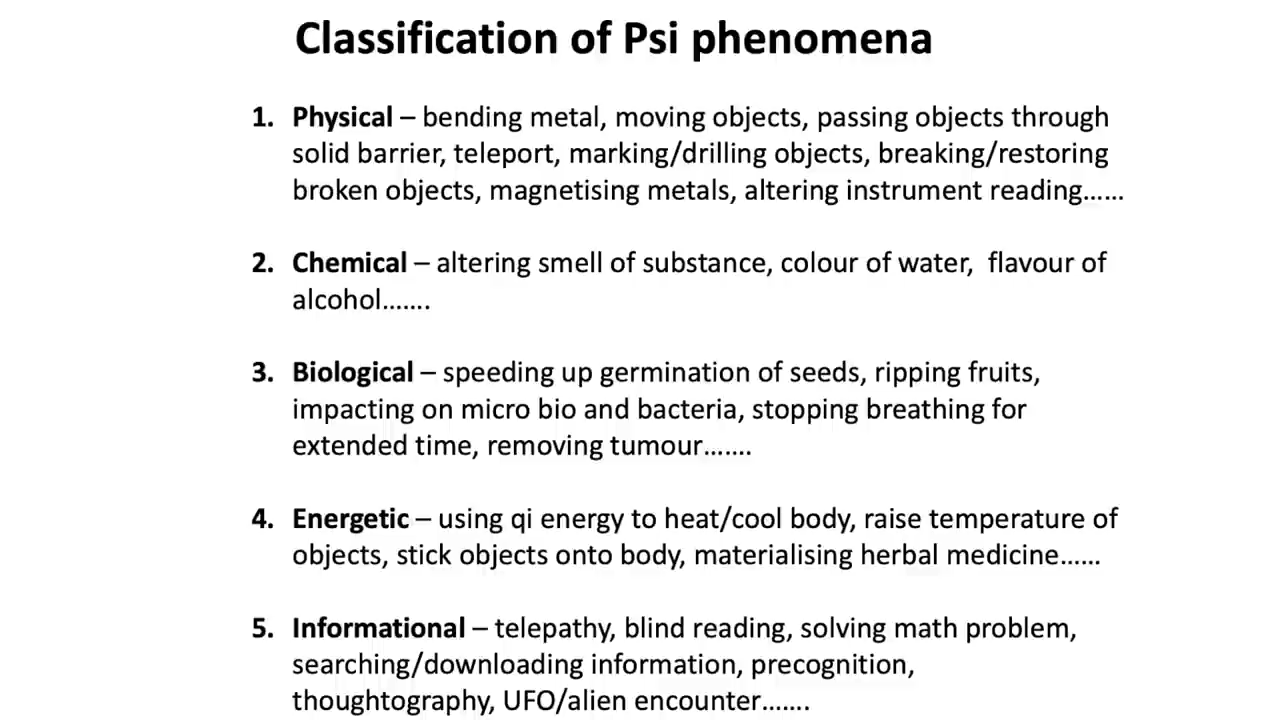 Classification of Psi phenomena
1. Physical – bending metal, moving objects, passing objects through
solid barrier, teleport, marking/drilling objects, breaking/restoring
broken objects, magnetising metals, altering instrument reading……
2. Chemical – altering smell of substance, colour of water,  flavour of
alcohol…….
3. Biological – speeding up germination of seeds, ripping fruits,
impacting on micro bio and bacteria, stopping breathing for
extended time, removing tumour…….
4. Energetic – using qi energy to heat/cool body, raise temperature of
objects, stick objects onto body, materialising herbal medicine……
5. Informational – telepathy, blind reading, solving math problem,
searching/downloading information, precognition,
thoughtography, UFO/alien encounter…….